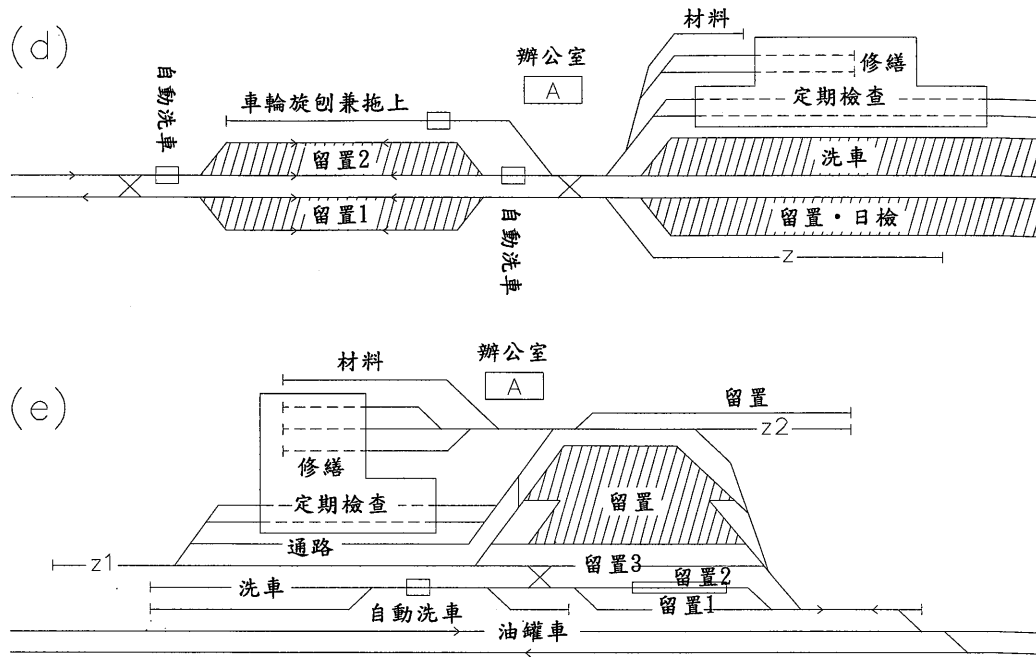 (d)
材料
辦公室
A
修繕
自動洗車
車輪旋刨兼拖上
定期檢查
留置2
洗車
留置1
自動洗車
留置・日檢
z
(e)
材料
辦公室
A
留置
z2
修繕
定期檢查
留置
通路
z1
留置3
洗車
留置2
自動洗車
留置1
油罐車